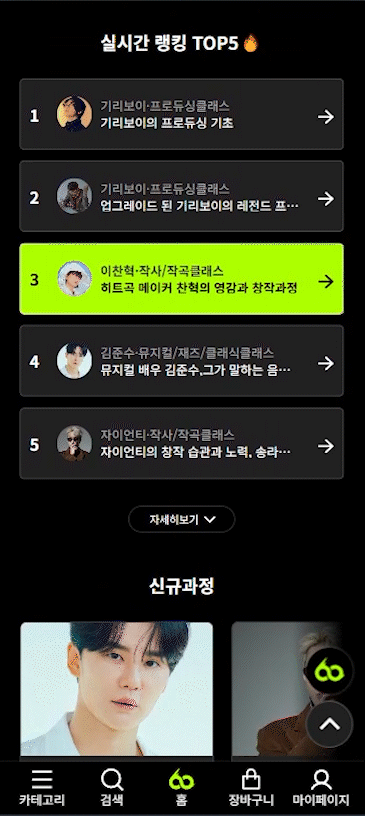 실시간 랭킹 TOP5🔥
1
기리보이·프로듀싱클래스
기리보이의 프로듀싱 기초
2
기리보이·프로듀싱클래스
업그레이드 된 기리보이의 레전드 프…
3
이찬혁·작사/작곡클래스
히트곡 메이커 찬혁의 영감과 창작과정
4
김준수·뮤지컬/재즈/클래식클래스
뮤지컬 배우 김준수,그가 말하는 음…
5
자이언티·작사/작곡클래스
자이언티의 창작 습관과 노력, 송라…
자세히보기
신규과정
카테고리
검색
홈
장바구니
마이페이지